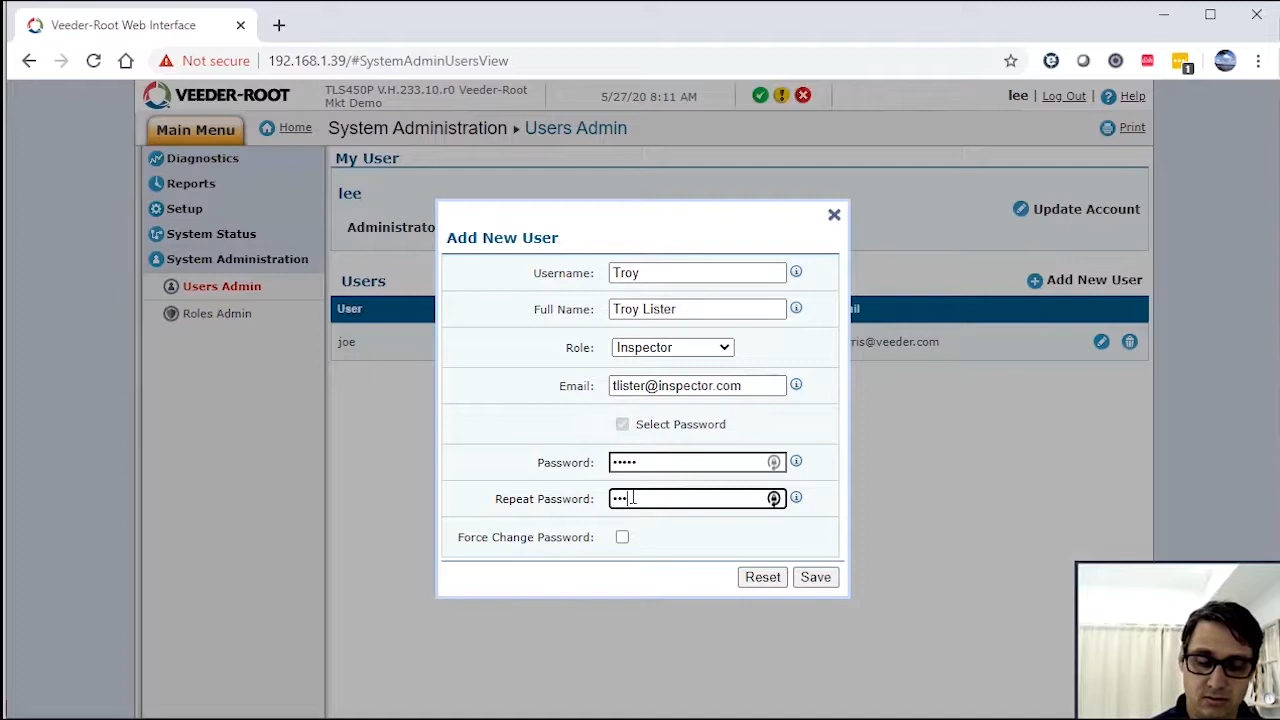 Veeder-Root Web Interface
Not secure 192.168.1.39/#SystemAdminUsersView
1
VEEDER-ROOT
TLS450P V.H.233.10.r0 Veeder-Root
Mkt Demo
5/27/20 8:11 AM
lee Log Out Help
Main Menu Home System Administration ▸ Users Admin Print
Diagnostics
Reports
Setup
System Status
System Administration
Users Admin
Roles Admin
My User
lee
Update Account
Administrato
Users
Add New User
User
il
joe
ris@veeder.com
Add New User
Username: Troy
Full Name: Troy Lister
Role: Inspector
Email: tlister@inspector.com
Select Password
Password: •••••
Repeat Password: •••
Force Change Password:
Reset Save